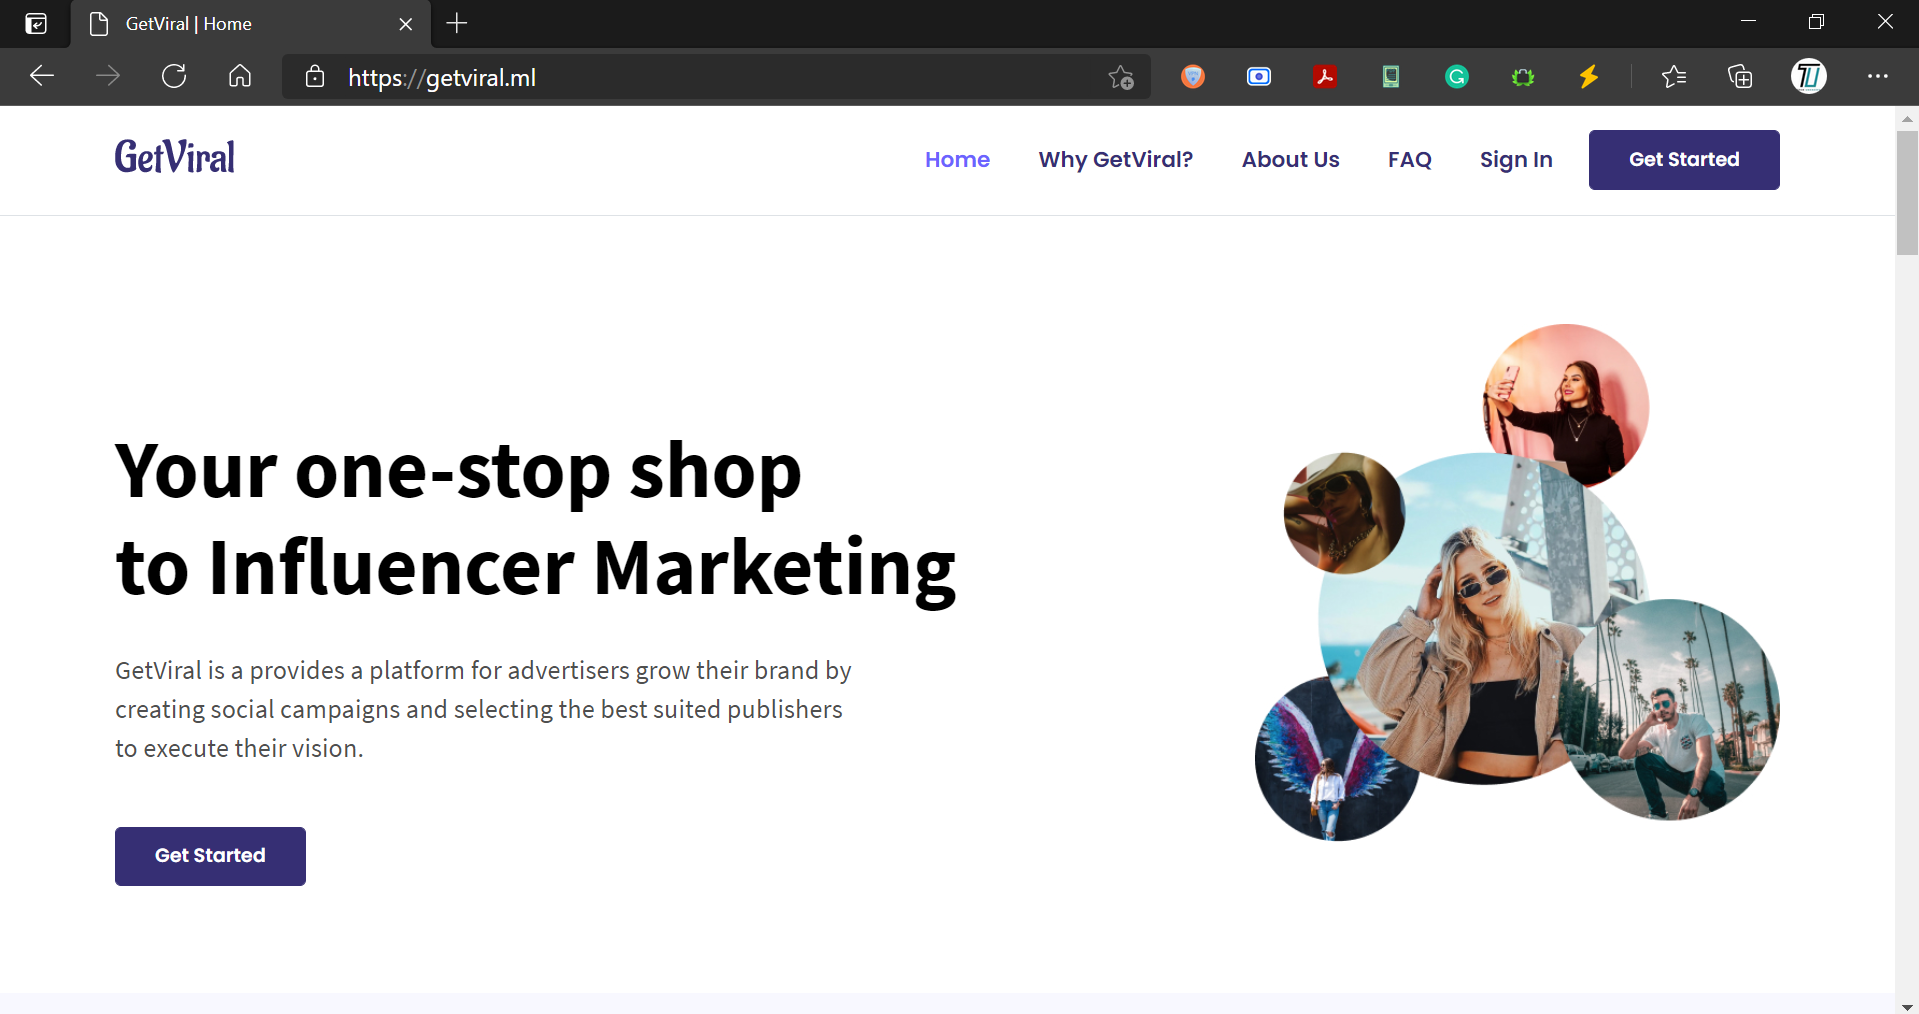 GetViral | Home
https://getviral.ml
GetViral
Home
Why GetViral?
About Us
FAQ
Sign In
Get Started
Your one-stop shop
to Influencer Marketing
GetViral is a provides a platform for advertisers grow their brand by
creating social campaigns and selecting the best suited publishers
to execute their vision.
Get Started